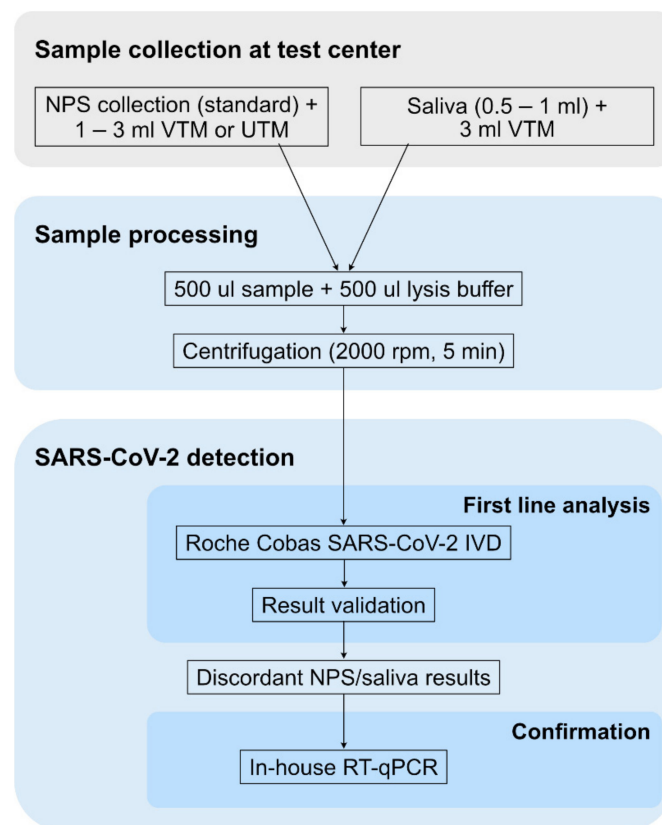 Sample collection at test center
NPS collection (standard) +
1 – 3 ml VTM or UTM
Saliva (0.5 – 1 ml) +
3 ml VTM
Sample processing
500 ul sample + 500 ul lysis buffer
Centrifugation (2000 rpm, 5 min)
SARS-CoV-2 detection
First line analysis
Roche Cobas SARS-CoV-2 IVD
Result validation
Discordant NPS/saliva results
Confirmation
In-house RT-qPCR